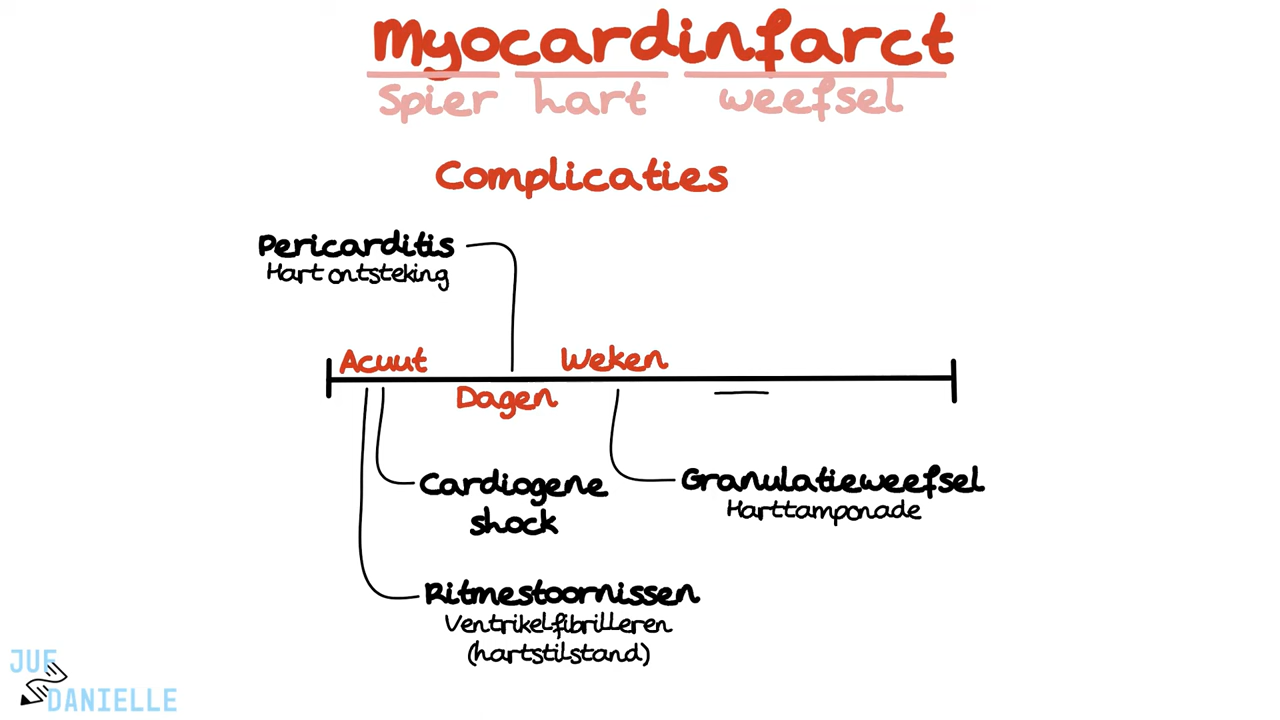 Myocardinfarct
Spier hart weefsel
Complicaties
Pericarditis
Hart ontsteking
Acuut
Weken
Dagen
Cardiogene
shock
Granulatieweefsel
Harttamponade
Ritmestoornissen
Ventrikelfibrilleren
(hartstilstand)
JUF
DANIELLE